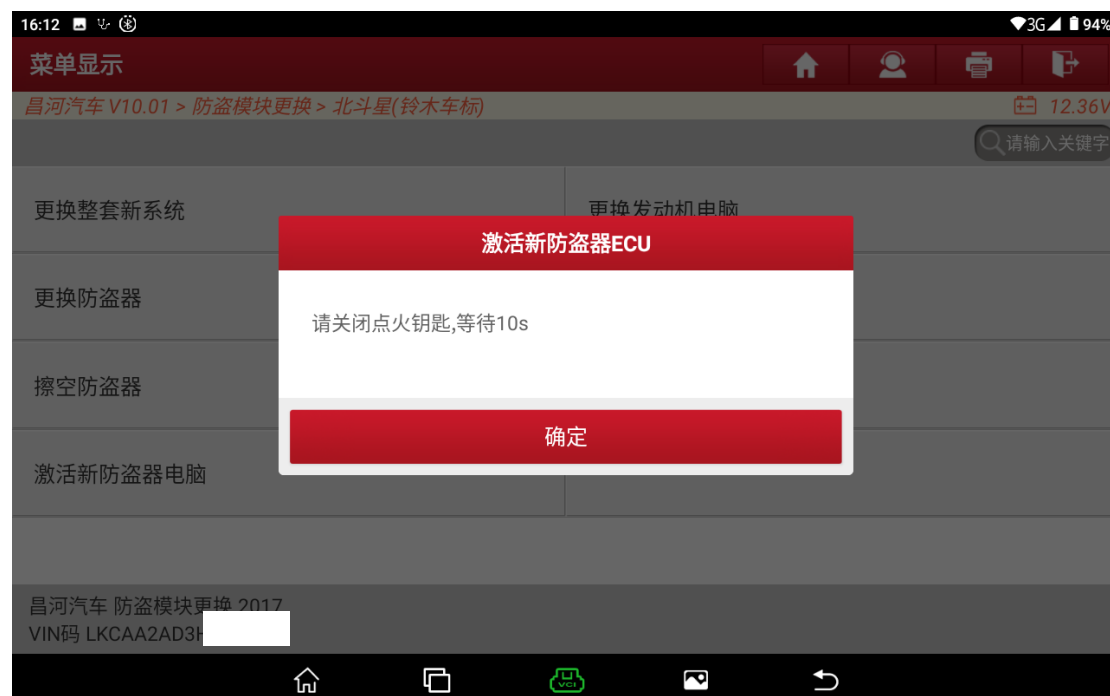 16:12
3G 94%
菜单显示
昌河汽车 V10.01 > 防盗模块更换 > 北斗星(铃木车标)
12.36V
请输入关键字
更换整套新系统
更换发动机电脑
激活新防盗器ECU
更换防盗器
请关闭点火钥匙,等待10s
擦空防盗器
确定
激活新防盗器电脑
昌河汽车 防盗模块更换 2017
VIN码 LKCAA2AD3H
VCI